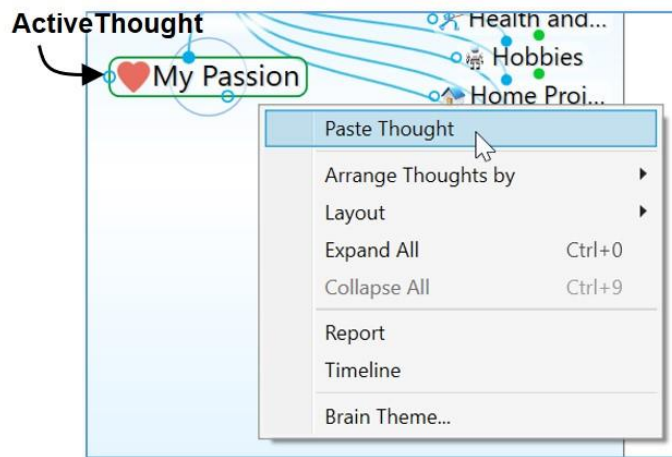 ActiveThought
Health and...
My Passion
Hobbies
Home Proj...
Paste Thought
Arrange Thoughts by
Layout
Expand All Ctrl+0
Collapse All Ctrl+9
Report
Timeline
Brain Theme...